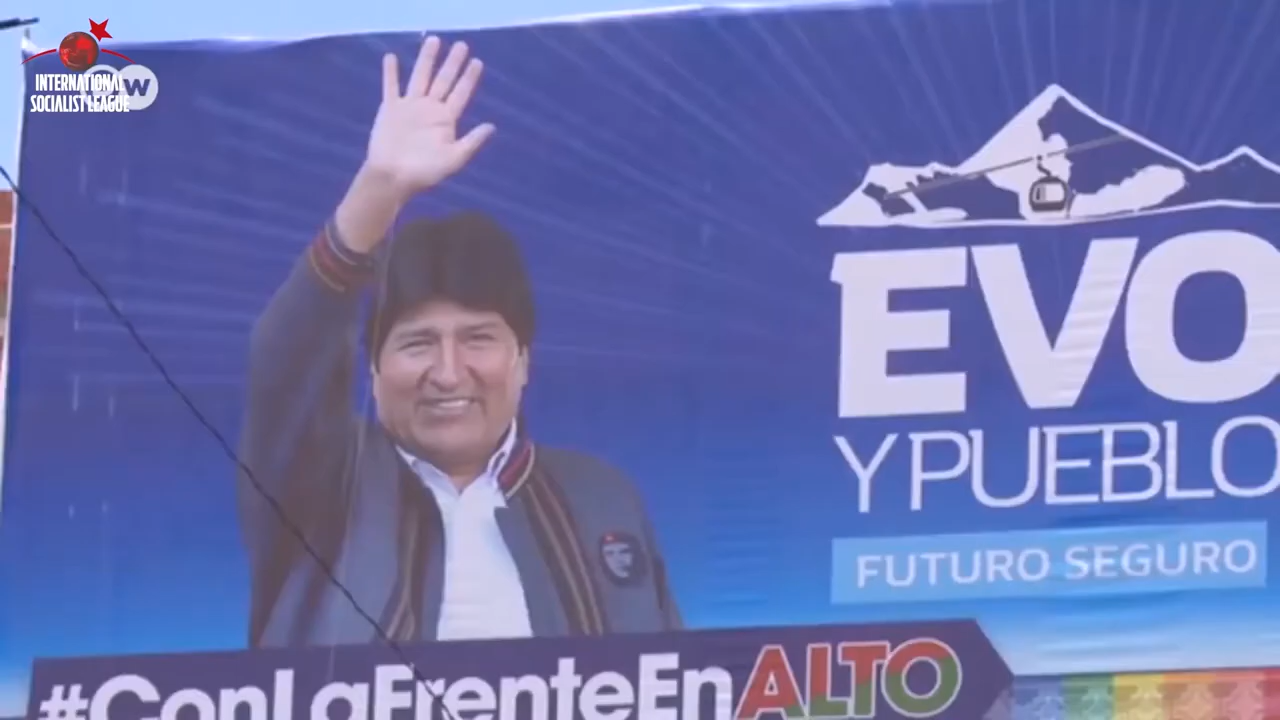 INTERNATIONAL
SOCIALIST LEAGUE
EVO
Y PUEBLO
FUTURO SEGURO
#ConLaFrenteEnALTO